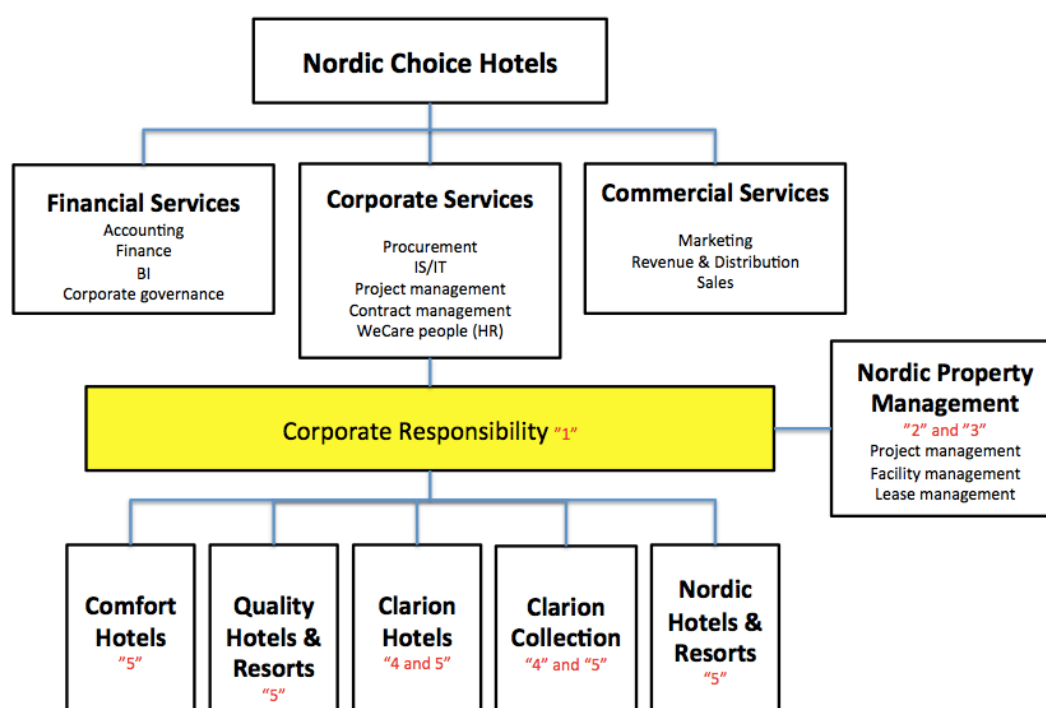 Nordic Choice Hotels
Financial Services
Accounting
Finance
BI
Corporate governance
Corporate Services
Procurement
IS/IT
Project management
Contract management
WeCare people (HR)
Commercial Services
Marketing
Revenue & Distribution
Sales
Nordic Property
Management
"2" and "3"
Project management
Facility management
Lease management
Corporate Responsibility "1"
Comfort
Hotels
"5"
Quality
Hotels &
Resorts
"5"
Clarion
Hotels
"4 and 5"
Clarion
Collection
"4" and "5"
Nordic
Hotels &
Resorts
"5"